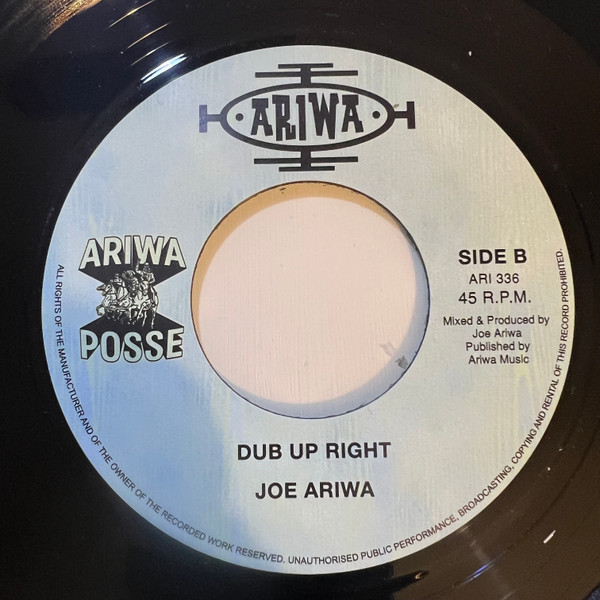 ARIWA
ARIWA
POSSE
SIDE B
ARI 336
45 R.P.M.
Mixed & Produced by
Joe Ariwa
Published by
Ariwa Music
DUB UP RIGHT
JOE ARIWA
ALL RIGHTS OF THE MANUFACTURER AND OF THE OWNER OF THE RECORDED WORK RESERVED. UNAUTHORISED PUBLIC PERFORMANCE, BROADCASTING, COPYING AND RENTAL OF THIS RECORD PROHIBITED.